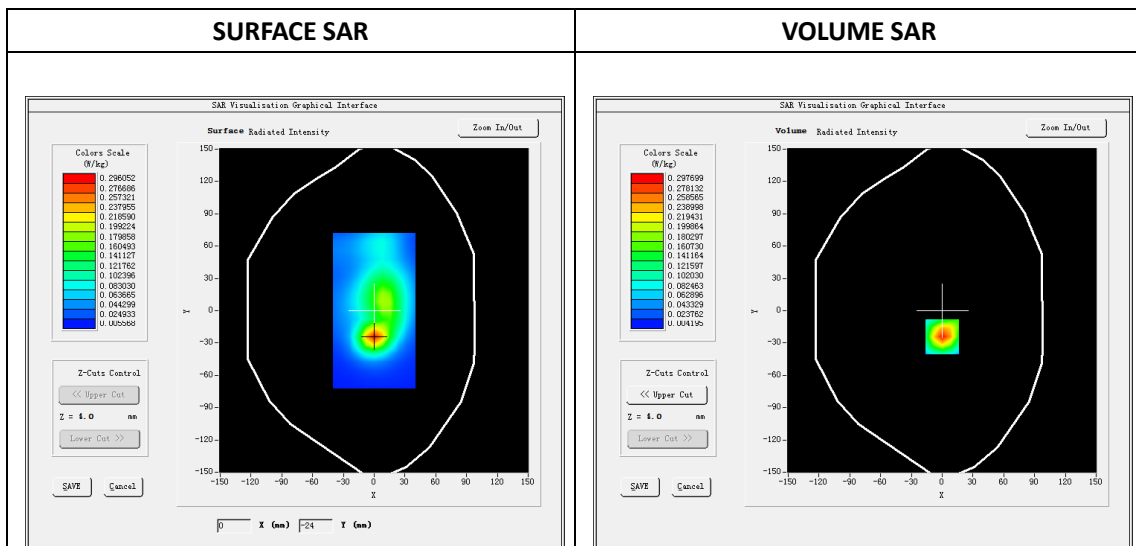 SURFACE SAR
VOLUME SAR
SAR Visualisation Graphical Interface
Surface Radiated Intensity
Zoom In/Out
Colors Scale
(W/kg)
0.296052
0.276686
0.257321
0.237955
0.218590
0.199224
0.179858
0.160493
0.141127
0.121762
0.102396
0.083030
0.063665
0.044299
0.024933
0.005568
150
120
90
60
30
0
-30
-60
-90
-120
-150
Y
-150 -120 -90 -60 -30 0 30 60 90 120 150
X
Z-Cuts Control
<< Upper Cut
Z = 4.0 mm
Lower Cut >>
SAVE
Cancel
0 X (mm) -24 Y (mm)
SAR Visualisation Graphical Interface
Volume Radiated Intensity
Zoom In/Out
Colors Scale
(W/kg)
0.297699
0.278132
0.258565
0.238998
0.219431
0.199864
0.180297
0.160730
0.141164
0.121597
0.102030
0.082463
0.062896
0.043329
0.023762
0.004195
150
120
90
60
30
0
-30
-60
-90
-120
-150
Y
-150 -120 -90 -60 -30 0 30 60 90 120 150
X
Z-Cuts Control
<< Upper Cut
Z = 4.0 mm
Lower Cut >>
SAVE
Cancel